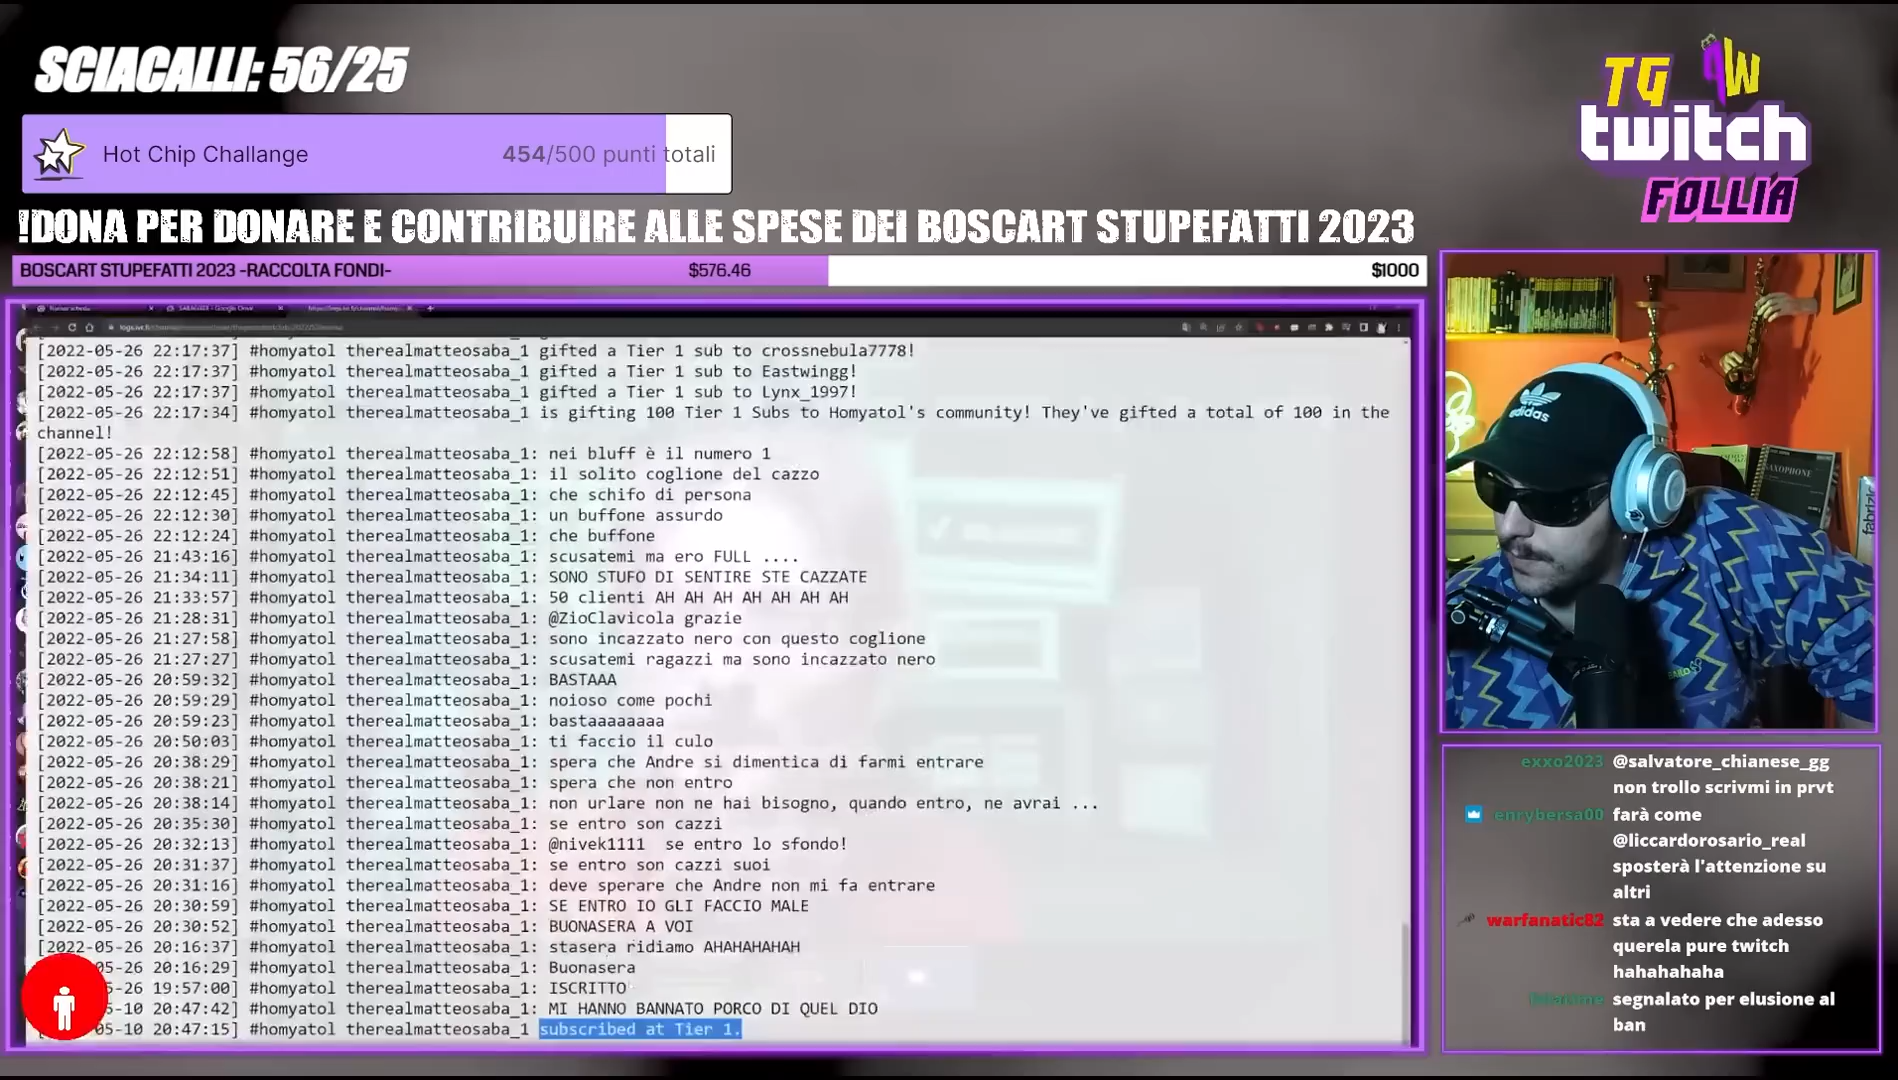 SCIACALLI: 56/25
Hot Chip Challange
454/500 punti totali
!DONA PER DONARE E CONTRIBUIRE ALLE SPESE DEI BOSCART STUPEFATTI 2023
BOSCART STUPEFATTI 2023 -RACCOLTA FONDI-
$576.46
$1000
TG
W
twitch
FOLLIA
[2022-05-26 22:17:37] #homyatol therealmatteosaba_1 gifted a Tier 1 sub to crossnebula7778!
[2022-05-26 22:17:37] #homyatol therealmatteosaba_1 gifted a Tier 1 sub to Eastwingg!
[2022-05-26 22:17:37] #homyatol therealmatteosaba_1 gifted a Tier 1 sub to Lynx_1997!
[2022-05-26 22:17:34] #homyatol therealmatteosaba_1 is gifting 100 Tier 1 Subs to Homyatol's community! They've gifted a total of 100 in the
channel!
[2022-05-26 22:12:58] #homyatol therealmatteosaba_1: nei bluff è il numero 1
[2022-05-26 22:12:51] #homyatol therealmatteosaba_1: il solito coglione del cazzo
[2022-05-26 22:12:45] #homyatol therealmatteosaba_1: che schifo di persona
[2022-05-26 22:12:30] #homyatol therealmatteosaba_1: un buffone assurdo
[2022-05-26 22:12:24] #homyatol therealmatteosaba_1: che buffone
[2022-05-26 21:43:16] #homyatol therealmatteosaba_1: scusatemi ma ero FULL ....
[2022-05-26 21:34:11] #homyatol therealmatteosaba_1: SONO STUFO DI SENTIRE STE CAZZATE
[2022-05-26 21:33:57] #homyatol therealmatteosaba_1: 50 clienti AH AH AH AH AH AH AH
[2022-05-26 21:28:31] #homyatol therealmatteosaba_1: @ZioClavicola grazie
[2022-05-26 21:27:58] #homyatol therealmatteosaba_1: sono incazzato nero con questo coglione
[2022-05-26 21:27:27] #homyatol therealmatteosaba_1: scusatemi ragazzi ma sono incazzato nero
[2022-05-26 20:59:32] #homyatol therealmatteosaba_1: BASTAAA
[2022-05-26 20:59:29] #homyatol therealmatteosaba_1: noioso come pochi
[2022-05-26 20:59:23] #homyatol therealmatteosaba_1: bastaaaaaaaa
[2022-05-26 20:50:03] #homyatol therealmatteosaba_1: ti faccio il culo
[2022-05-26 20:38:29] #homyatol therealmatteosaba_1: spera che Andre si dimentica di farmi entrare
[2022-05-26 20:38:21] #homyatol therealmatteosaba_1: spera che non entro
[2022-05-26 20:38:14] #homyatol therealmatteosaba_1: non urlare non ne hai bisogno, quando entro, ne avrai ...
[2022-05-26 20:35:30] #homyatol therealmatteosaba_1: se entro son cazzi
[2022-05-26 20:32:13] #homyatol therealmatteosaba_1: @nivek1111 se entro lo sfondo!
[2022-05-26 20:31:37] #homyatol therealmatteosaba_1: se entro son cazzi suoi
[2022-05-26 20:31:16] #homyatol therealmatteosaba_1: deve sperare che Andre non mi fa entrare
[2022-05-26 20:30:59] #homyatol therealmatteosaba_1: SE ENTRO IO GLI FACCIO MALE
[2022-05-26 20:30:52] #homyatol therealmatteosaba_1: BUONASERA A VOI
[2022-05-26 20:16:37] #homyatol therealmatteosaba_1: stasera ridiamo AHAHAHAHAH
05-26 20:16:29] #homyatol therealmatteosaba_1: Buonasera
05-26 19:57:00] #homyatol therealmatteosaba_1: ISCRITTO
05-10 20:47:42] #homyatol therealmatteosaba_1: MI HANNO BANNATO PORCO DI QUEL DIO
05-10 20:47:15] #homyatol therealmatteosaba_1 subscribed at Tier 1.
adidas
SAXOPHONE
fabrizi
exxo2023 @salvatore_chianese_gg
non trollo scrivmi in prvt
enrybersa00 farà come
@liccardorosario_real
sposterà l'attenzione su
altri
warfanatic82 sta a vedere che adesso
querela pure twitch
hahahahaha
segnalato per elusione al
ban